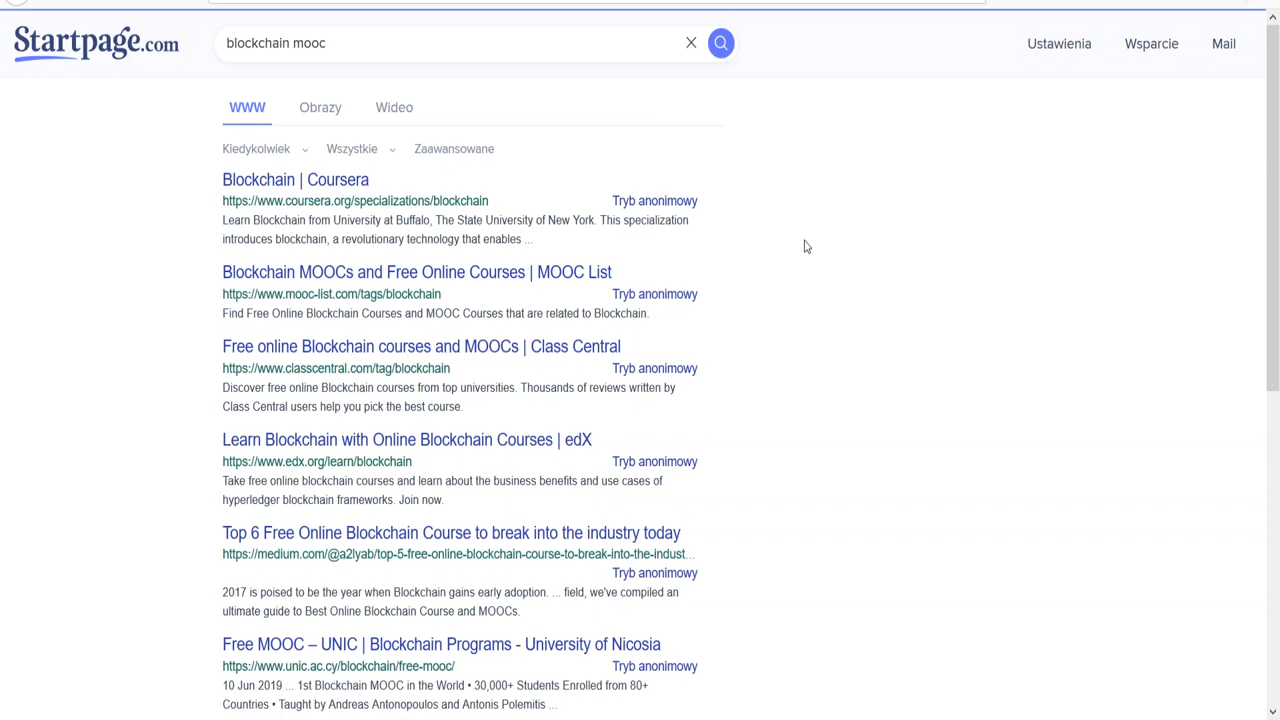 Startpage.com
blockchain mooc
Ustawienia
Wsparcie
Mail
WWW
Obrazy
Wideo
Kiedykolwiek
Wszystkie
Zaawansowane
Blockchain | Coursera
https://www.coursera.org/specializations/blockchain Tryb anonimowy
Learn Blockchain from University at Buffalo, The State University of New York. This specialization
introduces blockchain, a revolutionary technology that enables ...
Blockchain MOOCs and Free Online Courses | MOOC List
https://www.mooc-list.com/tags/blockchain Tryb anonimowy
Find Free Online Blockchain Courses and MOOC Courses that are related to Blockchain.
Free online Blockchain courses and MOOCs | Class Central
https://www.classcentral.com/tag/blockchain Tryb anonimowy
Discover free online Blockchain courses from top universities. Thousands of reviews written by
Class Central users help you pick the best course.
Learn Blockchain with Online Blockchain Courses | edX
https://www.edx.org/learn/blockchain Tryb anonimowy
Take free online blockchain courses and learn about the business benefits and use cases of
hyperledger blockchain frameworks. Join now.
Top 6 Free Online Blockchain Course to break into the industry today
https://medium.com/@a2lyab/top-5-free-online-blockchain-course-to-break-into-the-indust...
Tryb anonimowy
2017 is poised to be the year when Blockchain gains early adoption. ... field, we've compiled an
ultimate guide to Best Online Blockchain Course and MOOCs.
Free MOOC – UNIC | Blockchain Programs - University of Nicosia
https://www.unic.ac.cy/blockchain/free-mooc/ Tryb anonimowy
10 Jun 2019 ... 1st Blockchain MOOC in the World • 30,000+ Students Enrolled from 80+
Countries • Taught by Andreas Antonopoulos and Antonis Polemitis ...